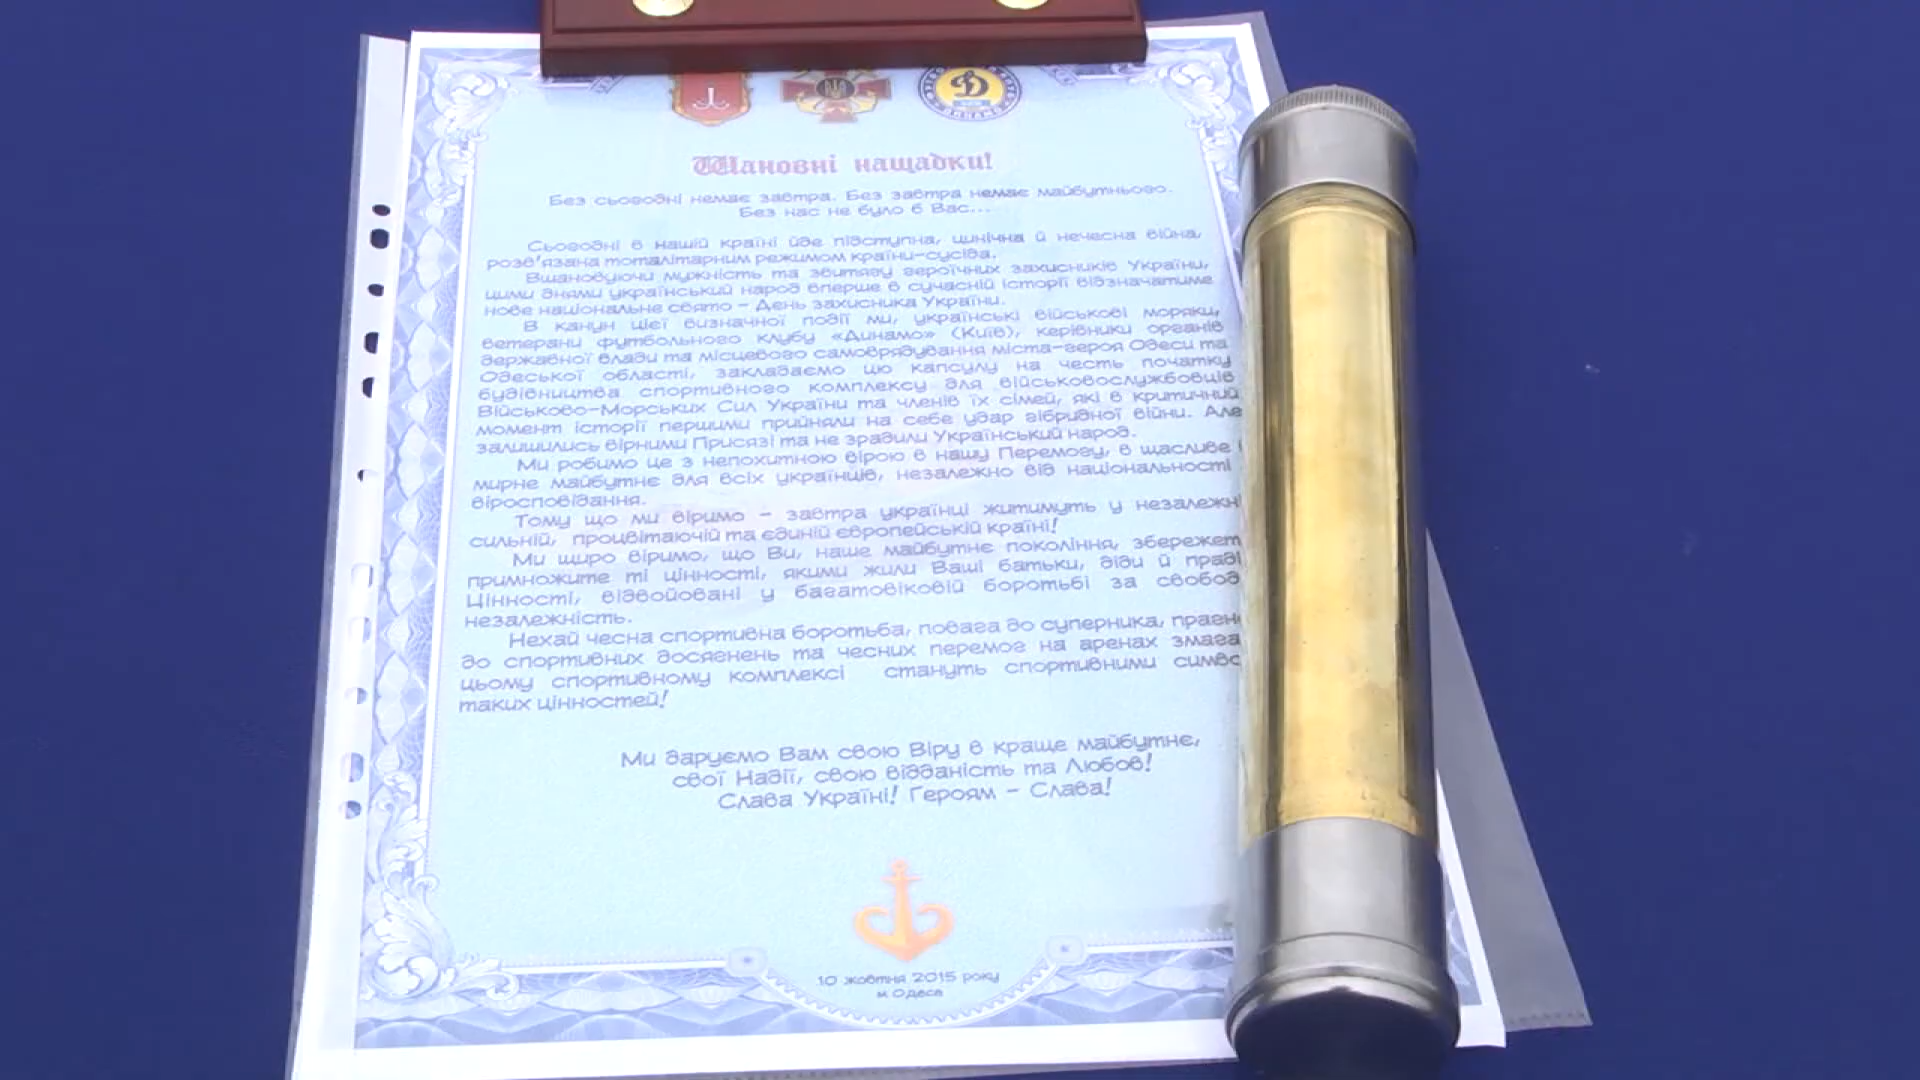 Шановні нащадки!
Без сьогодні немає завтра. Без завтра немає майбутнього.
Без нас не було б Вас...
Сьогодні в нашій країні йде підступна, цинічна й нечесна війна,
розв'язана тоталітарним режимом країни-сусіда.
Вшановуючи мужність та звитягу героїчних захисників України,
цими днями український народ вперше в сучасній історії відзначатиме
нове національне свято – День захисника України.
В канун цієї визначної події ми, українські військові моряки,
ветерани футбольного клубу «Динамо» (Київ), керівники органів
державної влади та місцевого самоврядування міста-героя Одеси та
Одеської області, закладаємо цю капсулу на честь початку
будівництва спортивного комплексу для військовослужбовців
Військово-Морських Сил України та членів їх сімей, які в критичний
момент історії першими прийняли на себе удар гібридної війни. Але
залишились вірними Присязі та не зрадили Український народ.
Ми робимо це з непохитною вірою в нашу Перемогу, в щасливе
мирне майбутнє для всіх українців, незалежно від національності
віросповідання.
Тому що ми віримо – завтра українці житимуть у незалежн
сильній, процвітаючій та єдиній європейській країні!
Ми щиро віримо, що Ви, наше майбутнє покоління, збережет
примножите ті цінності, якими жили Ваші батьки, діди й праді
Цінності, відвойовані у багатовіковій боротьбі за свобод
незалежність.
Нехай чесна спортивна боротьба, повага до суперника, прагн
до спортивних досягнень та чесних перемог на аренах змага
цьому спортивному комплексі стануть спортивними симво
таких цінностей!
Ми даруємо Вам свою Віру в краще майбутнє,
свої Надії, свою відданість та Любов!
Слава Україні! Героям – Слава!
10 жовтня 2015 року
м Одеса